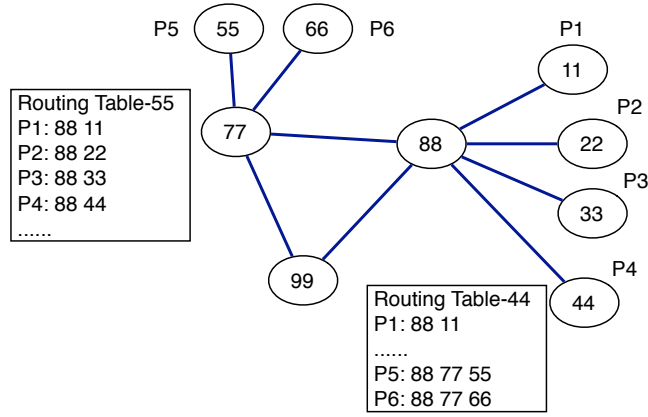 P5
55
66
P6
P1
11
Routing Table-55
P1: 88 11
P2: 88 22
P3: 88 33
P4: 88 44
......
77
88
P2
22
P3
33
99
P4
44
Routing Table-44
P1: 88 11
......
P5: 88 77 55
P6: 88 77 66